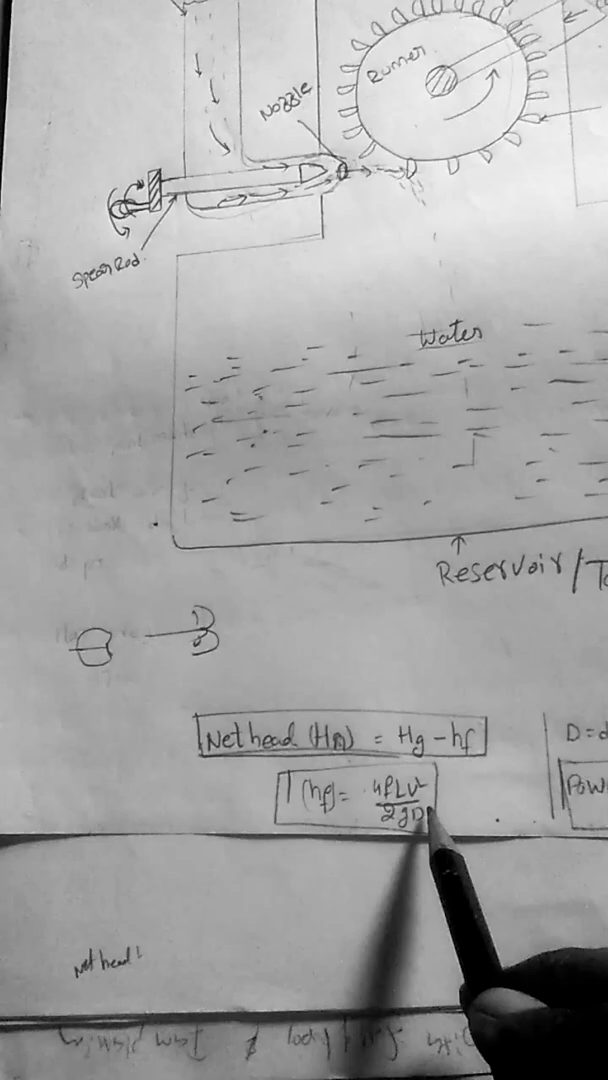 Runner
Nozzle
Spear Rod
Water
Reservoir/
Net head (Hn) = Hg - hf
(hf) = 4fLV²
2gD
D=d
Pow
Net head